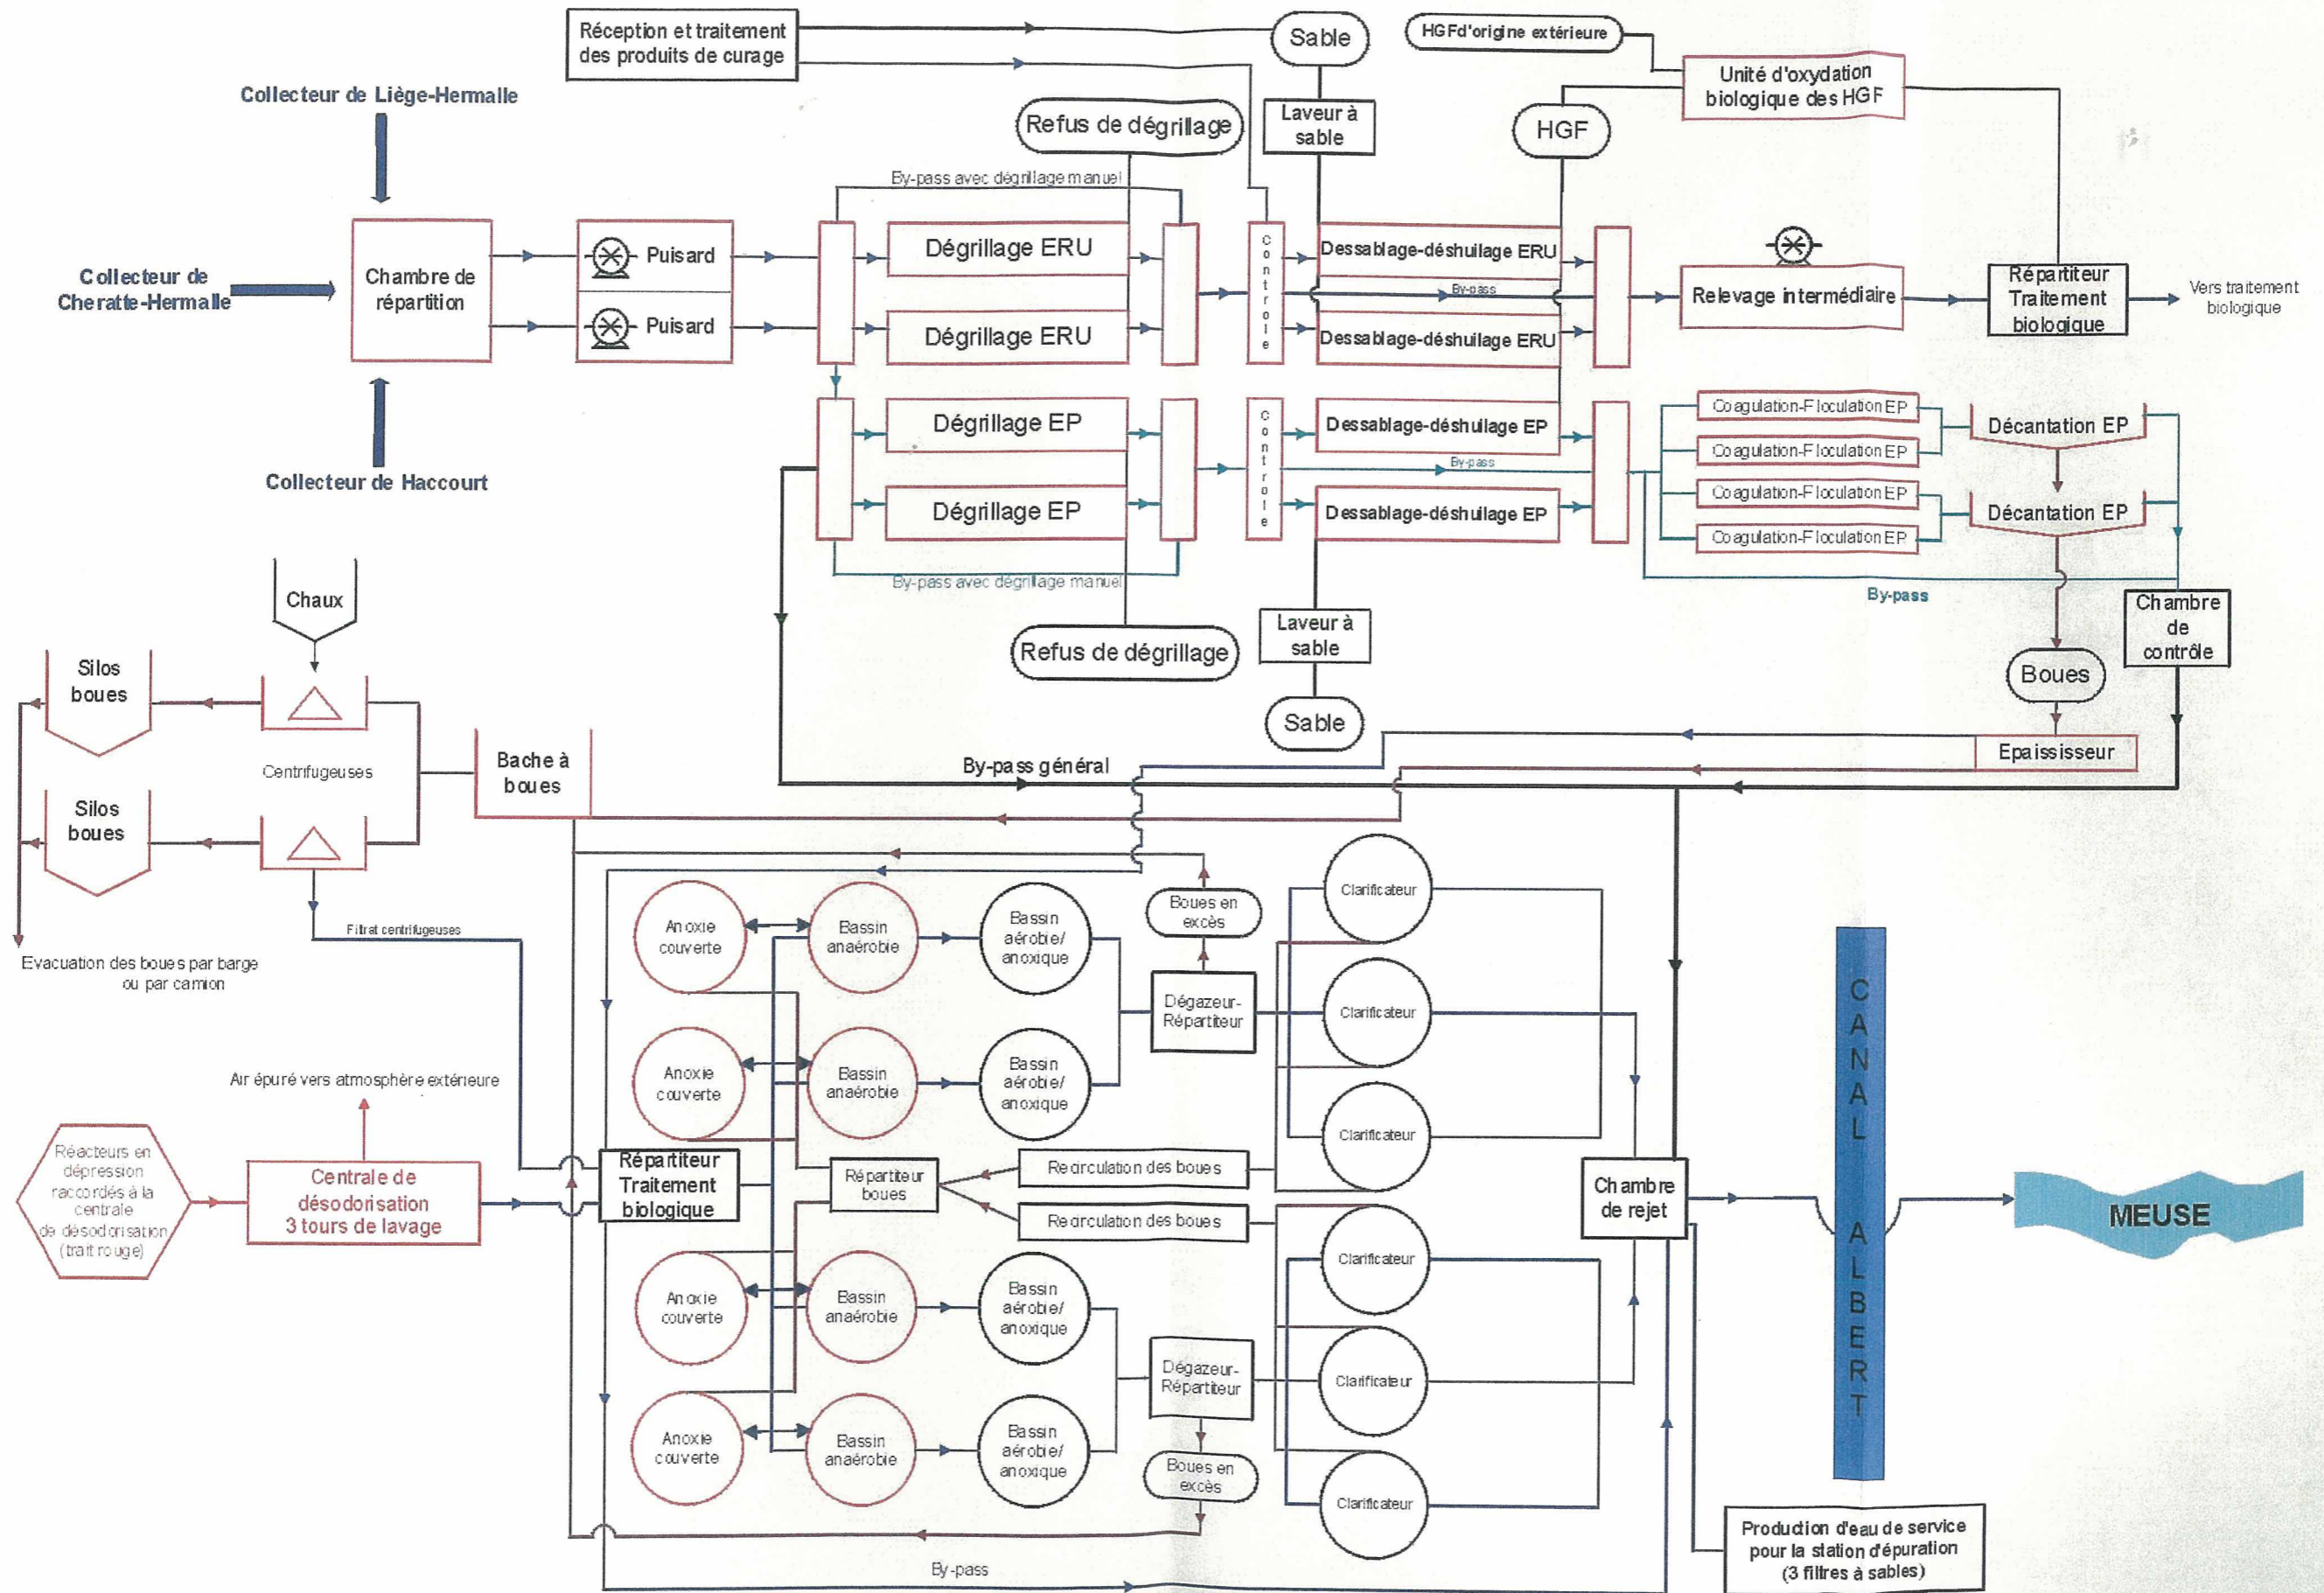 Réception et traitement
des produits de curage
Sable
HGFd'origine extérieure
Unité d'oxydation
biologique des HGF
Collecteur de Liège-Hermalle
Refus de dégrillage
Laveur à
sable
HGF
By-pass avec dégrillage manuel
Collecteur de
Cheratte-Hermalle
Chambre de
répartition
Puisard
Puisard
Dégrillage ERU
Dégrillage ERU
Controle
Dessablage-déshuilage ERU
By-pass
Dessablage-déshuilage ERU
Relevage intermédiaire
Répartiteur
Traitement
biologique
Vers traitement
biologique
Collecteur de Haccourt
Dégrillage EP
Dégrillage EP
Controle
Dessablage-déshuilage EP
By-pass
Dessablage-déshuilage EP
Coagulation-Floculation EP
Coagulation-Floculation EP
Coagulation-Floculation EP
Coagulation-Floculation EP
Décantation EP
Décantation EP
By-pass avec dégrillage manuel
By-pass
Chambre
de
contrôle
Refus de dégrillage
Laveur à
sable
Sable
Boues
Epaississeur
Chaux
Silos
boues
Centrifugeuses
Silos
boues
Bache à
boues
By-pass général
Filtrat centrifugeuses
Evacuation des boues par barge
ou par camion
Anoxie
couverte
Bassin
anaérobie
Bassin
aérobie/
anoxique
Boues en
excès
Clarificateur
Dégazeur-
Répartiteur
Clarificateur
Anoxie
couverte
Bassin
anaérobie
Bassin
aérobie/
anoxique
Clarificateur
Air épuré vers atmosphère extérieure
Réacteurs en
dépression
raccordés à la
centrale
de désodorisation
(trait rouge)
Centrale de
désodorisation
3 tours de lavage
Répartiteur
Traitement
biologique
Répartiteur
boues
Recirculation des boues
Recirculation des boues
Chambre
de rejet
CANAL ALBERT
MEUSE
Anoxie
couverte
Bassin
anaérobie
Bassin
aérobie/
anoxique
Clarificateur
Dégazeur-
Répartiteur
Clarificateur
Anoxie
couverte
Bassin
anaérobie
Bassin
aérobie/
anoxique
Boues en
excès
Clarificateur
By-pass
Production d'eau de service
pour la station d'épuration
(3 filtres à sables)